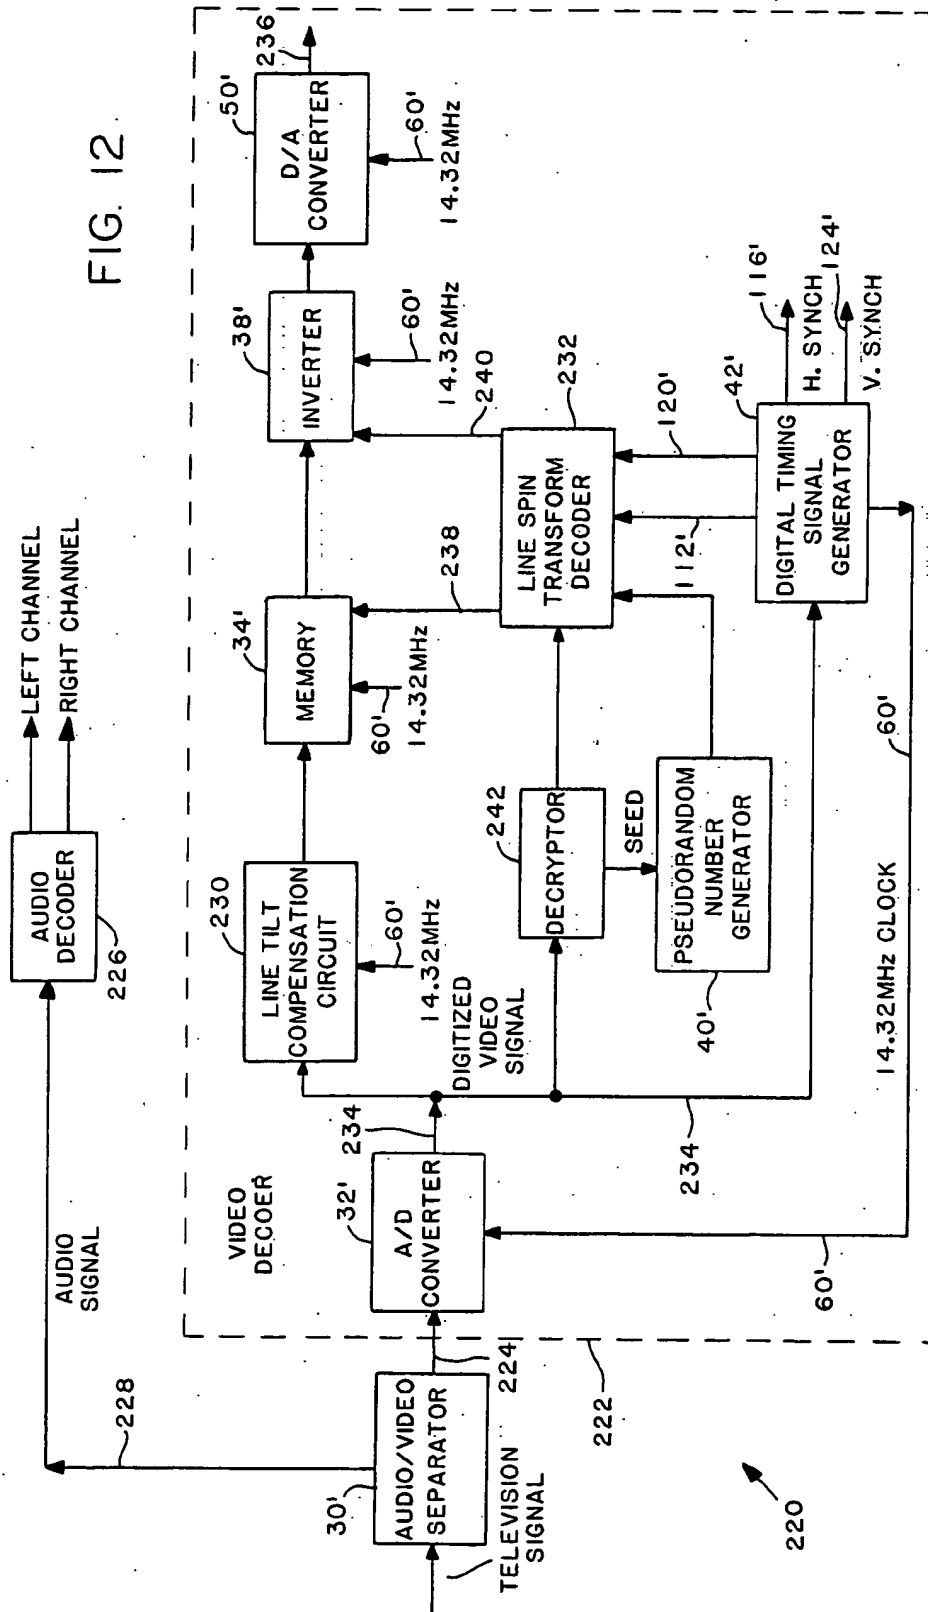 FIG. 12
LEFT CHANNEL
RIGHT CHANNEL
AUDIO
DECODER
226
AUDIO
SIGNAL
228
TELEVISION
SIGNAL
AUDIO/VIDEO
SEPARATOR
30'
224
222
220
VIDEO
DECOER
A/D
CONVERTER
32'
234
DIGITIZED
VIDEO
SIGNAL
234
60'
LINE TILT
COMPENSATION
CIRCUIT
230
60'
14.32MHz
MEMORY
34'
60'
14.32MHz
238
INVERTER
38'
60'
14.32MHz
240
D/A
CONVERTER
50'
60'
14.32MHz
236
DECRYPTOR
242
SEED
PSEUDORANDOM
NUMBER
GENERATOR
40'
LINE SPIN
TRANSFORM
DECODER
232
112'
120'
DIGITAL TIMING
SIGNAL
GENERATOR
42'
116'
H. SYNCH
124'
V. SYNCH
60'
14.32MHz CLOCK